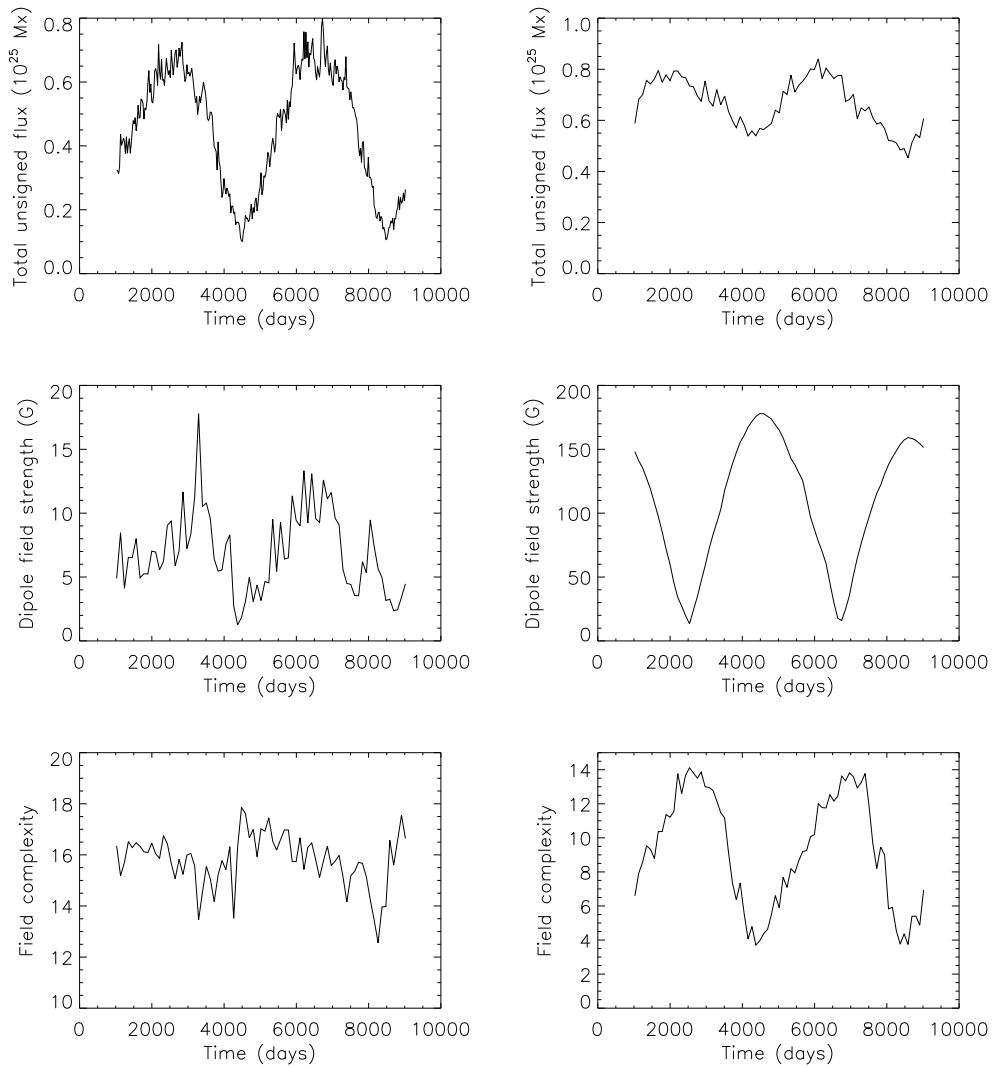 Total unsigned flux (10^25 Mx)
0.8
0.6
0.4
0.2
0.0
0 2000 4000 6000 8000 10000
Time (days)
Total unsigned flux (10^25 Mx)
1.0
0.8
0.6
0.4
0.2
0.0
0 2000 4000 6000 8000 10000
Time (days)
Dipole field strength (G)
20
15
10
5
0
0 2000 4000 6000 8000 10000
Time (days)
Dipole field strength (G)
200
150
100
50
0
0 2000 4000 6000 8000 10000
Time (days)
Field complexity
20
18
16
14
12
10
0 2000 4000 6000 8000 10000
Time (days)
Field complexity
14
12
10
8
6
4
2
0
0 2000 4000 6000 8000 10000
Time (days)